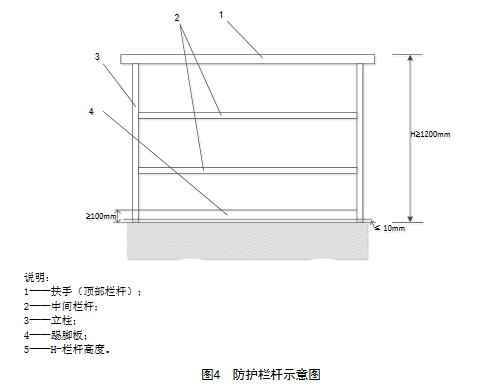 1
2
3
4
H≥1200mm
≥100mm
≤ 10mm
说明：
1——扶手（顶部栏杆）；
2——中间栏杆；
3——立柱；
4——踢脚板；
5——H-栏杆高度。
图4 防护栏杆示意图